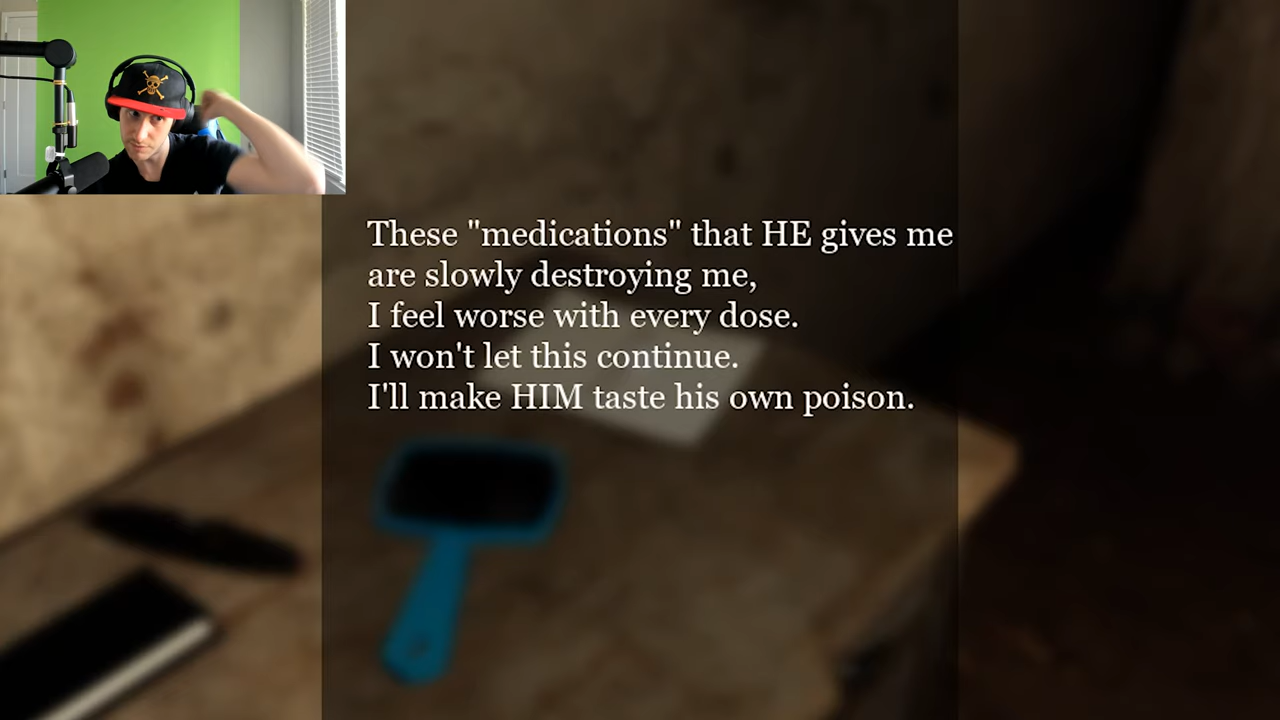 These "medications" that HE gives me
are slowly destroying me,
I feel worse with every dose.
I won't let this continue.
I'll make HIM taste his own poison.